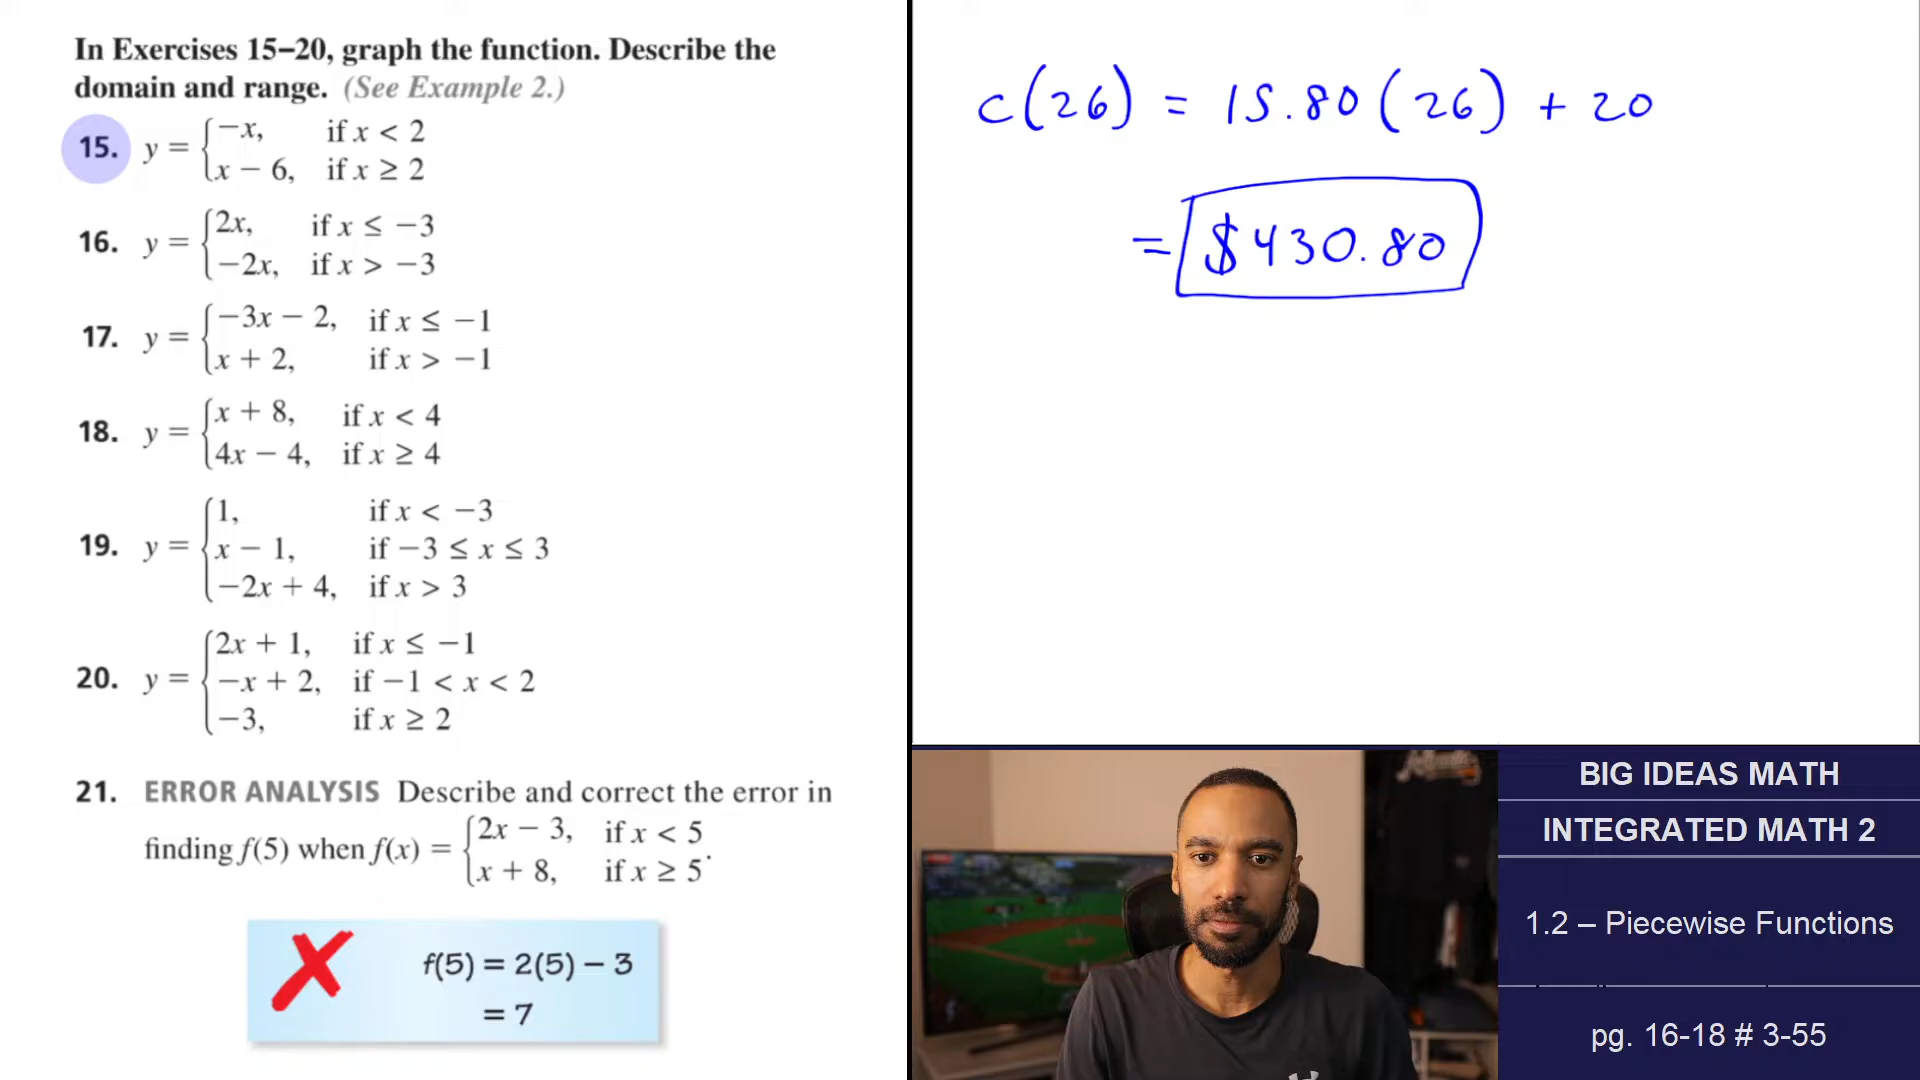 In Exercises 15–20, graph the function. Describe the
domain and range. (See Example 2.)
15. y = { −x, if x < 2
x − 6, if x ≥ 2
16. y = { 2x, if x ≤ −3
−2x, if x > −3
17. y = { −3x − 2, if x ≤ −1
x + 2, if x > −1
18. y = { x + 8, if x < 4
4x − 4, if x ≥ 4
19. y = { 1, if x < −3
x − 1, if −3 ≤ x ≤ 3
−2x + 4, if x > 3
20. y = { 2x + 1, if x ≤ −1
−x + 2, if −1 < x < 2
−3, if x ≥ 2
21. ERROR ANALYSIS Describe and correct the error in
finding f(5) when f(x) = { 2x − 3, if x < 5
x + 8, if x ≥ 5 .
f(5) = 2(5) − 3
= 7
c(26) = 15.80(26) + 20
= $430.80
BIG IDEAS MATH
INTEGRATED MATH 2
1.2 – Piecewise Functions
pg. 16-18 # 3-55